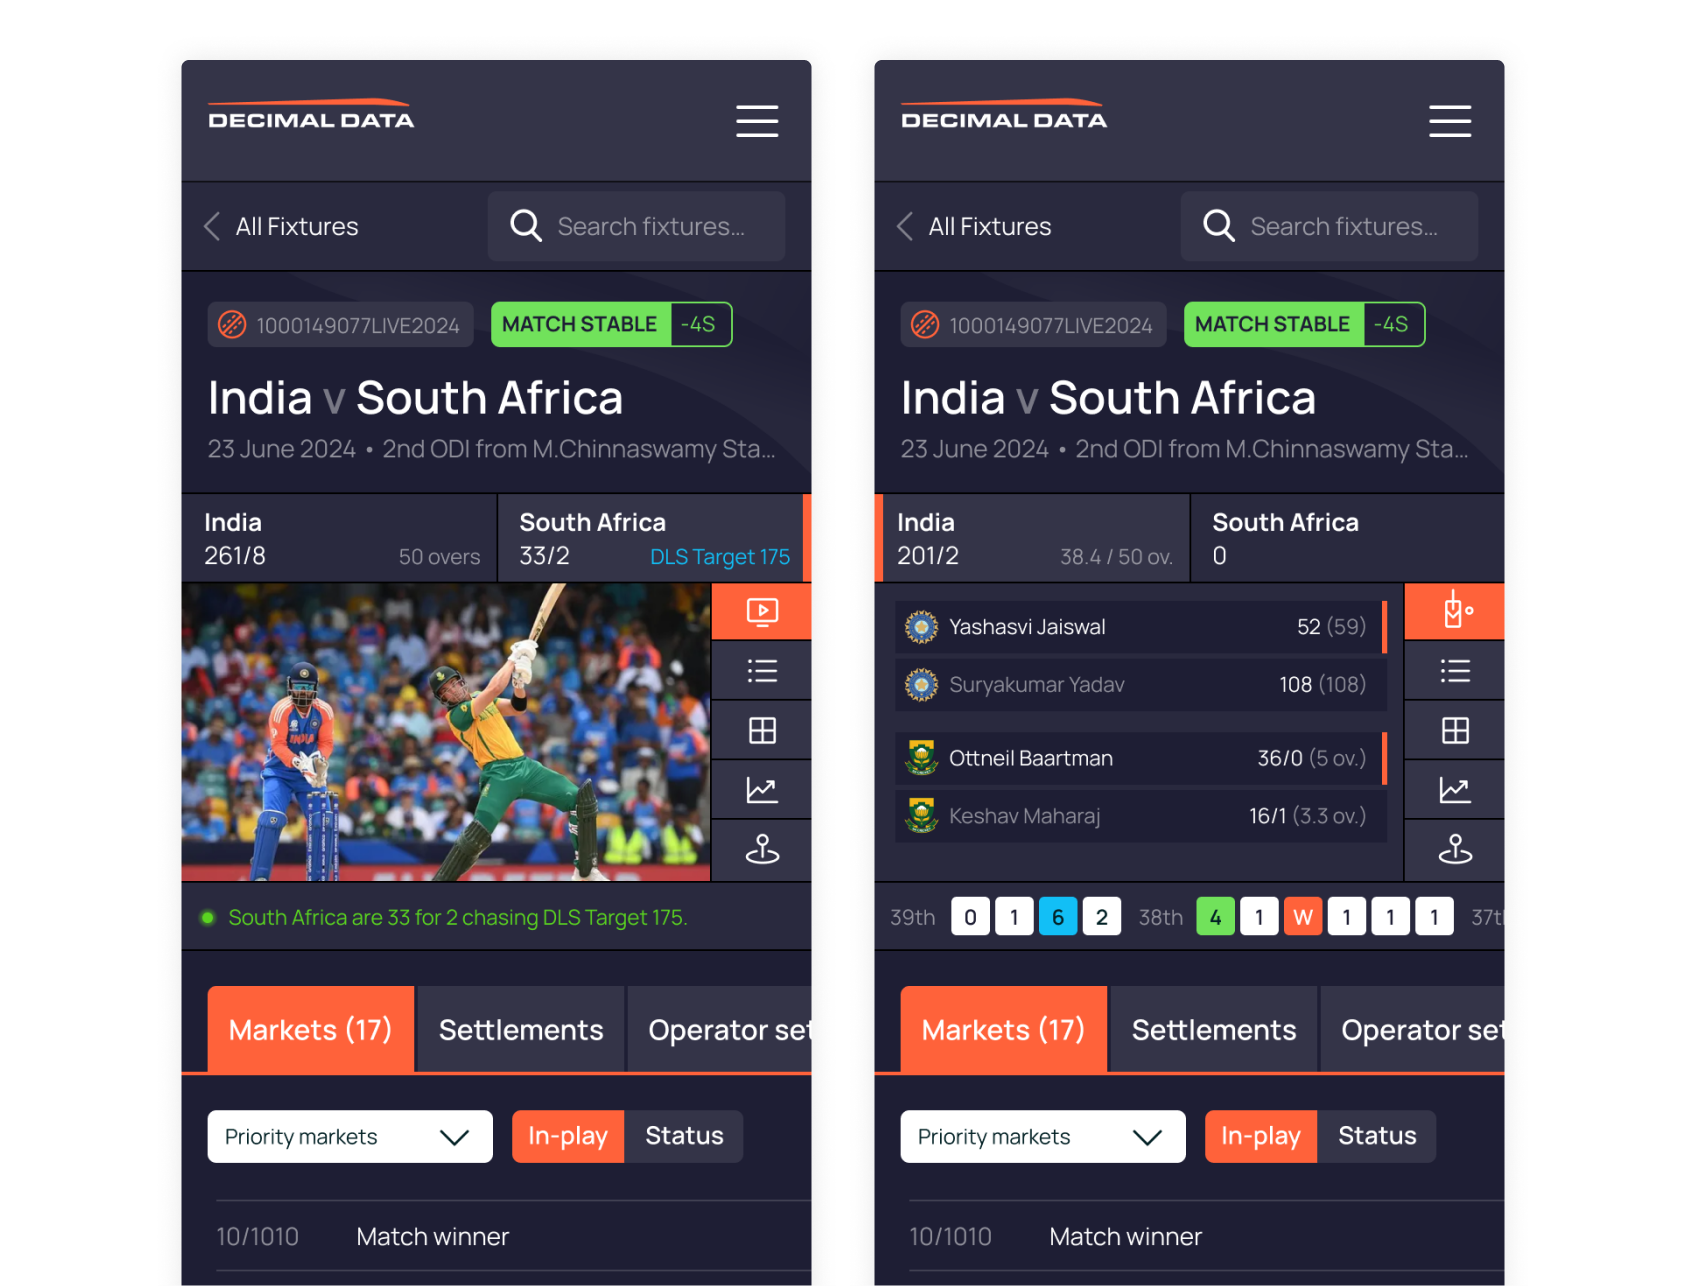 DECIMAL DATA
All Fixtures
Search fixtures...
1000149077LIVE2024
MATCH STABLE
-4S
India v South Africa
23 June 2024 • 2nd ODI from M.Chinnaswamy Sta...
India
261/8
50 overs
South Africa
33/2
DLS Target 175
INDIA
South Africa are 33 for 2 chasing DLS Target 175.
Markets (17)
Settlements
Operator set
Priority markets
In-play
Status
10/1010
Match winner
DECIMAL DATA
All Fixtures
Search fixtures...
1000149077LIVE2024
MATCH STABLE
-4S
India v South Africa
23 June 2024 • 2nd ODI from M.Chinnaswamy Sta...
India
201/2
38.4 / 50 ov.
South Africa
0
Yashasvi Jaiswal 52 (59)
Suryakumar Yadav 108 (108)
Ottneil Baartman 36/0 (5 ov.)
Keshav Maharaj 16/1 (3.3 ov.)
39th 0 1 6 2 38th 4 1 W 1 1 1 37th
Markets (17)
Settlements
Operator set
Priority markets
In-play
Status
10/1010
Match winner